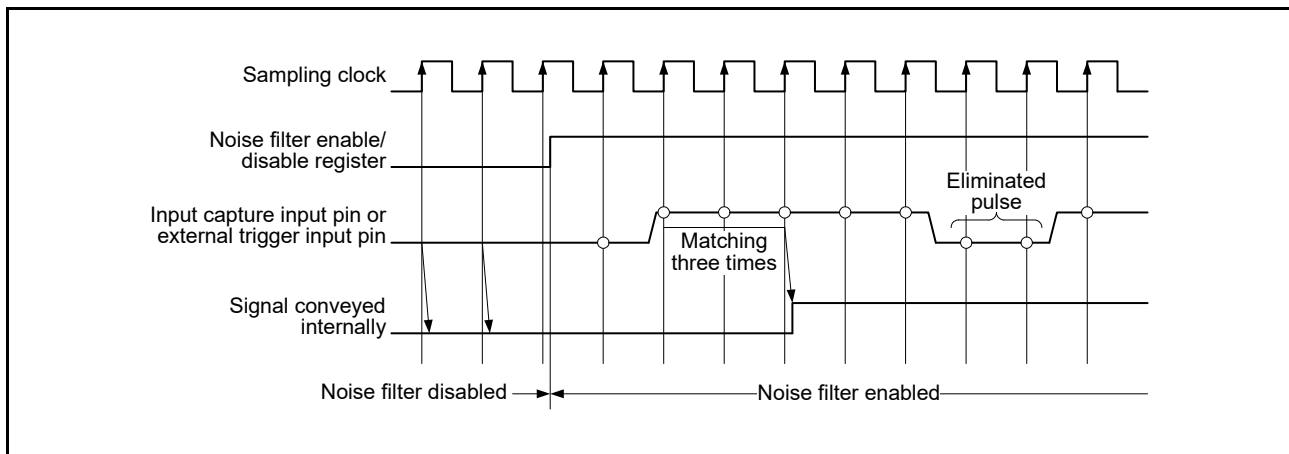 Sampling clock
Noise filter enable/
disable register
Eliminated
pulse
Input capture input pin or
external trigger input pin
Matching
three times
Signal conveyed
internally
Noise filter disabled
Noise filter enabled